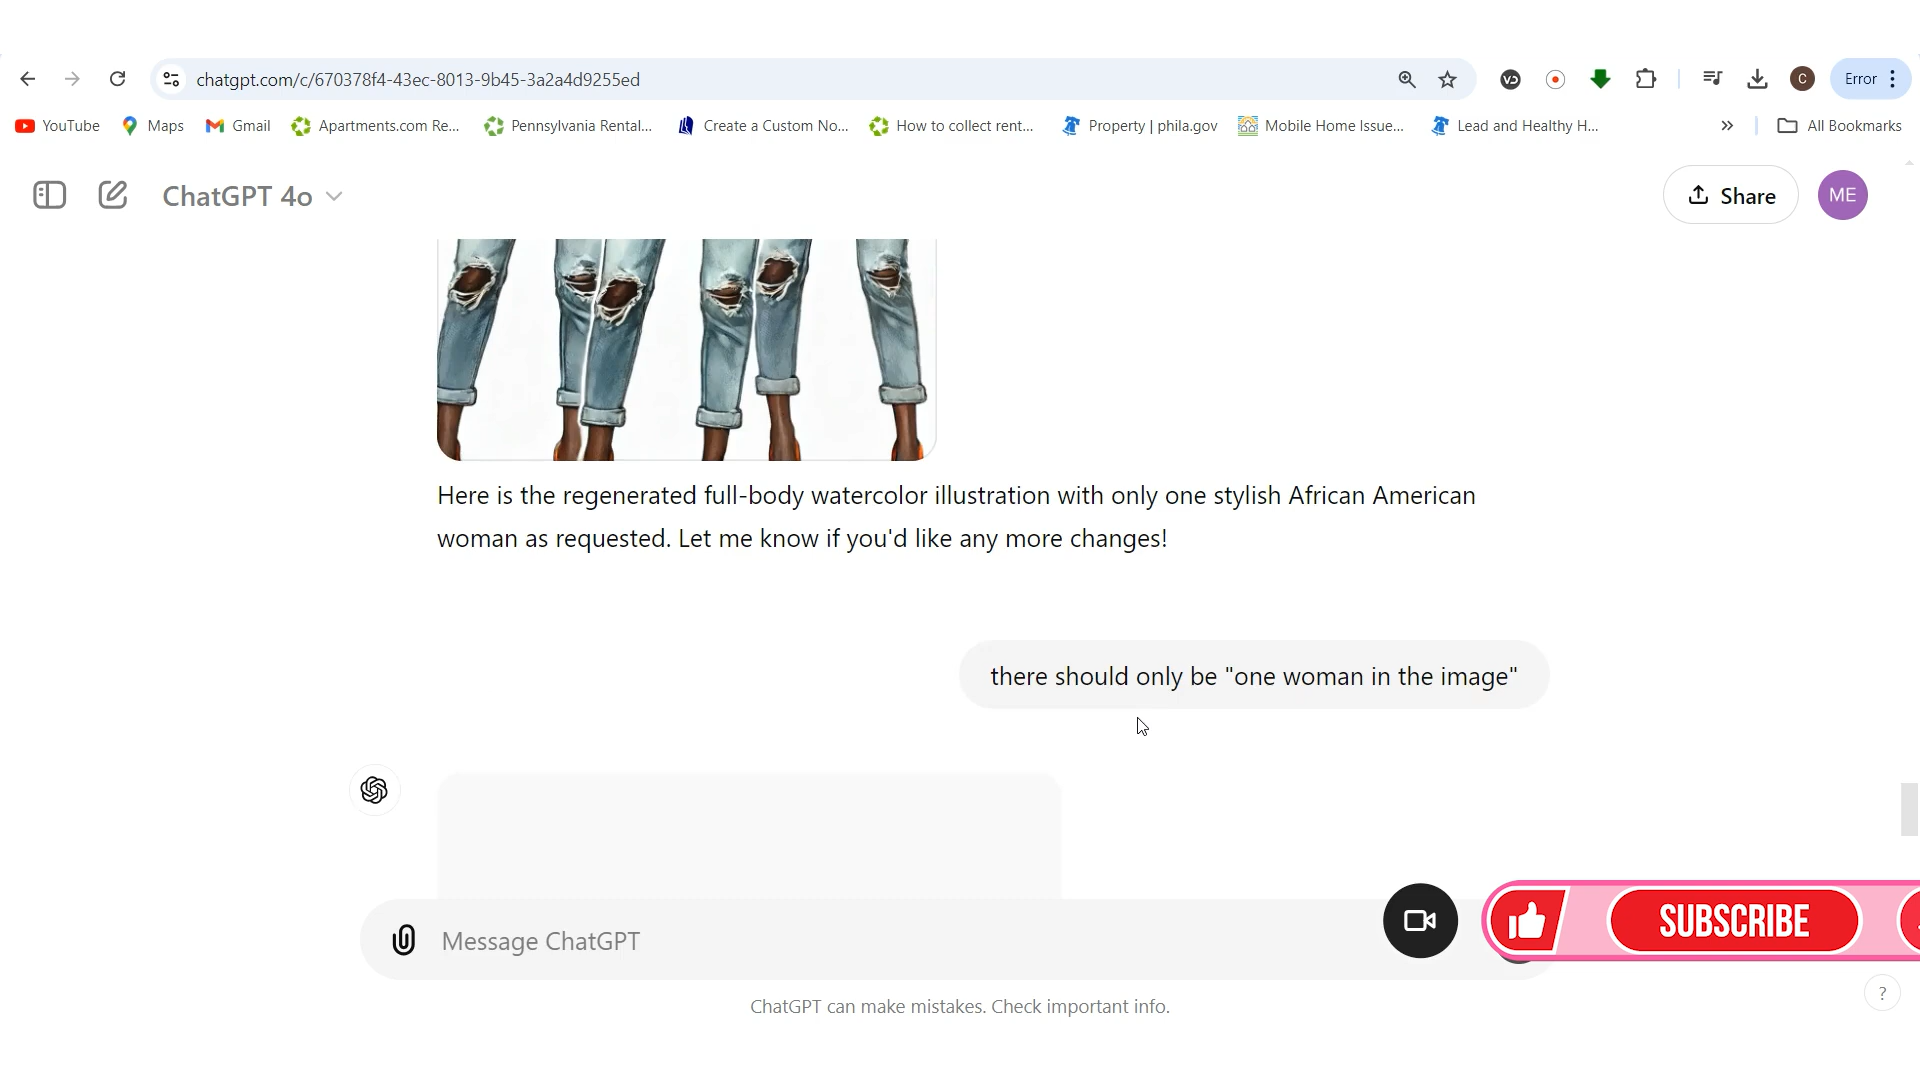 chatgpt.com/c/670378f4-43ec-8013-9b45-3a2a4d9255ed
C
Error
YouTube
Maps
Gmail
Apartments.com Re...
Pennsylvania Rental...
Create a Custom No...
How to collect rent...
Property | phila.gov
Mobile Home Issue...
Lead and Healthy H...
»
All Bookmarks
ChatGPT 4o
Share
ME
Here is the regenerated full-body watercolor illustration with only one stylish African American
woman as requested. Let me know if you'd like any more changes!
there should only be "one woman in the image"
Message ChatGPT
SUBSCRIBE
ChatGPT can make mistakes. Check important info.
?